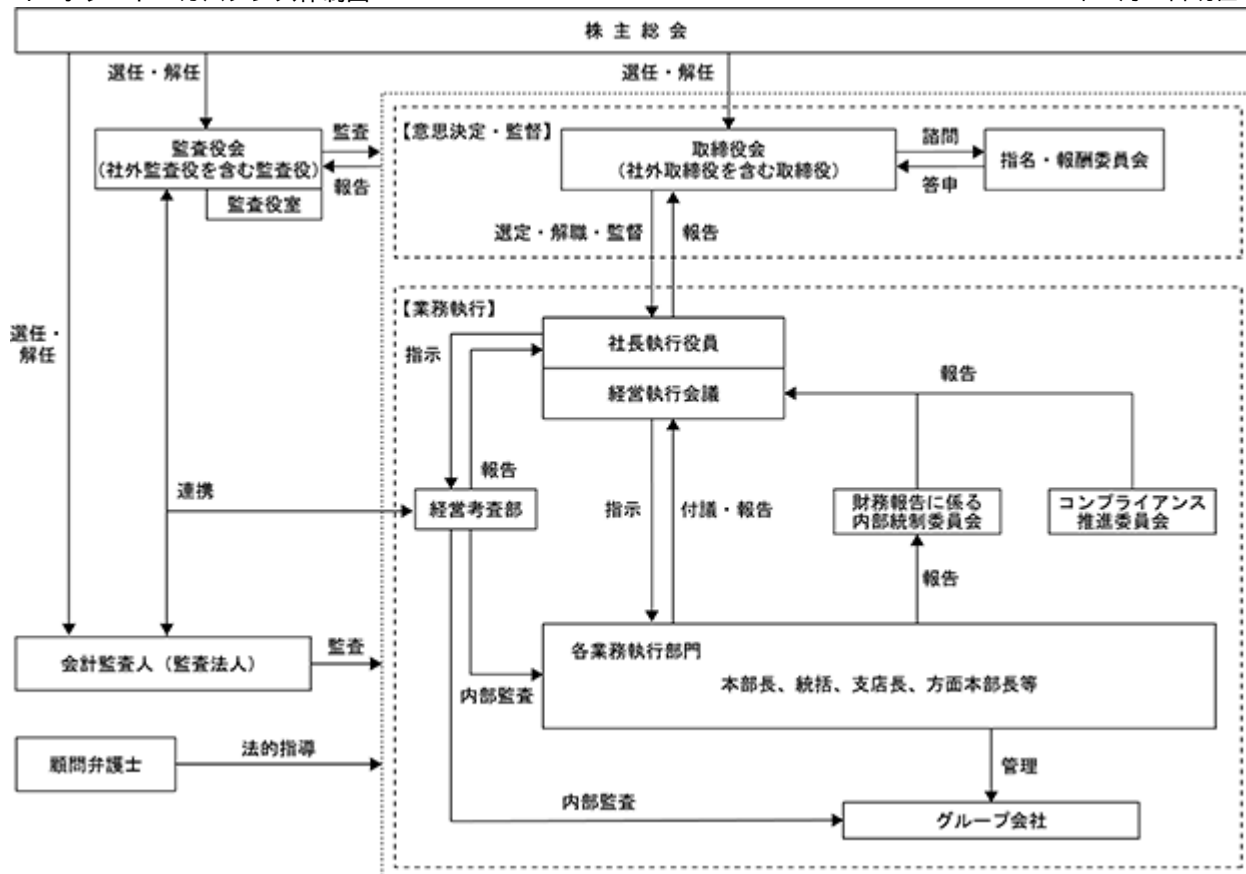 株主総会
選任・解任
選任・解任
【意思決定・監督】
監査役会
(社外監査役を含む監査役)
監査役室
監査
報告
取締役会
(社外取締役を含む取締役)
諮問
答申
指名・報酬委員会
選定・解職・監督
報告
【業務執行】
選任・
解任
指示
社長執行役員
経営執行会議
報告
報告
連携
経営考査部
指示
付議・報告
財務報告に係る
内部統制委員会
コンプライアンス
推進委員会
報告
会計監査人（監査法人）
監査
各業務執行部門
本部長、統括、支店長、方面本部長等
内部監査
顧問弁護士
法的指導
管理
内部監査
グループ会社